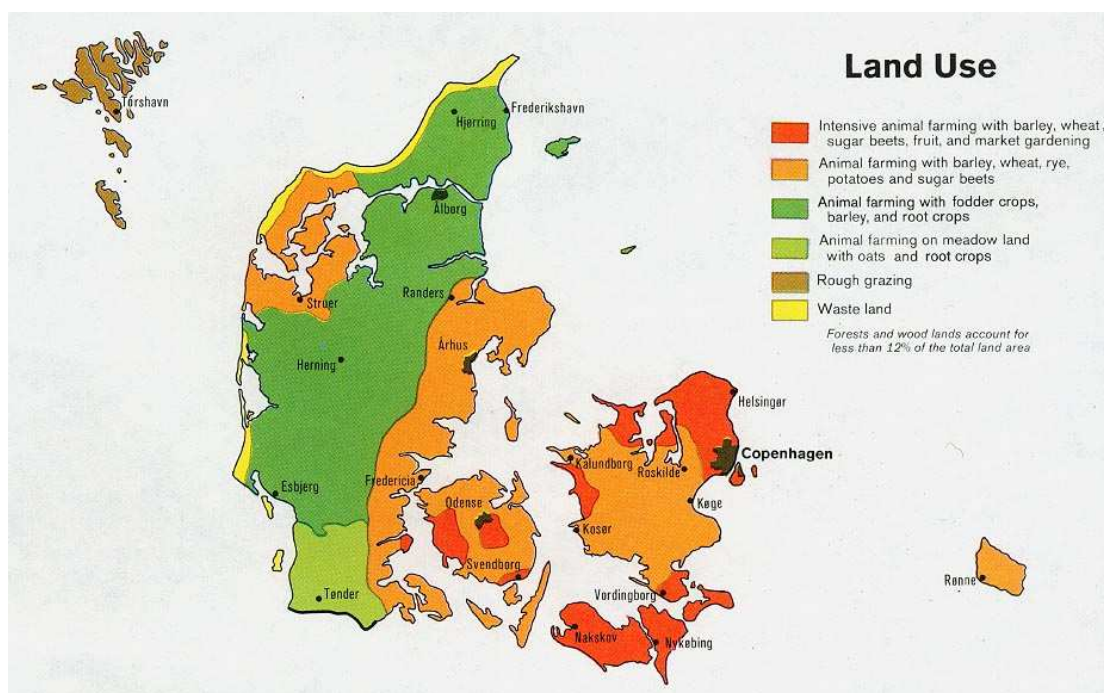 Land Use
Intensive animal farming with barley, wheat,
sugar beets, fruit, and market gardening
Animal farming with barley, wheat, rye,
potatoes and sugar beets
Animal farming with fodder crops,
barley, and root crops
Animal farming on meadow land
with oats and root crops
Rough grazing
Waste land
Forests and wood lands account for
less than 12% of the total land area
Tórshavn
Hjørring
Frederikshavn
Ålborg
Struer
Randers
Herning
Århus
Helsingør
Copenhagen
Kalundborg
Roskilde
Esbjerg
Fredericia
Odense
Køge
Kosør
Svendborg
Rønne
Tønder
Vordingborg
Nakskov
Nykøbing